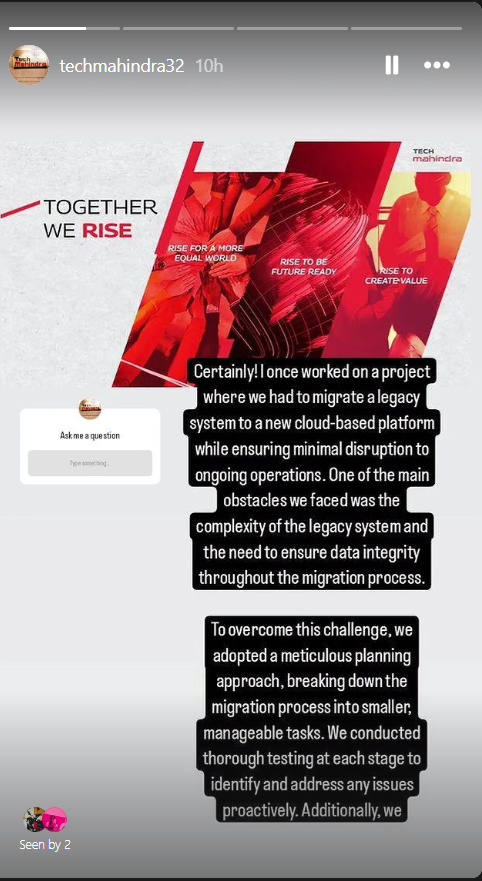 techmahindra32 10h
TECH
mahindra
TOGETHER
WE RISE
RISE FOR A MORE
EQUAL WORLD
RISE TO BE
FUTURE READY
RISE TO
CREATE VALUE
Ask me a question
Type something...
Certainly! I once worked on a project
where we had to migrate a legacy
system to a new cloud-based platform
while ensuring minimal disruption to
ongoing operations. One of the main
obstacles we faced was the
complexity of the legacy system and
the need to ensure data integrity
throughout the migration process.
To overcome this challenge, we
adopted a meticulous planning
approach, breaking down the
migration process into smaller,
manageable tasks. We conducted
thorough testing at each stage to
identify and address any issues
proactively. Additionally, we
Seen by 2